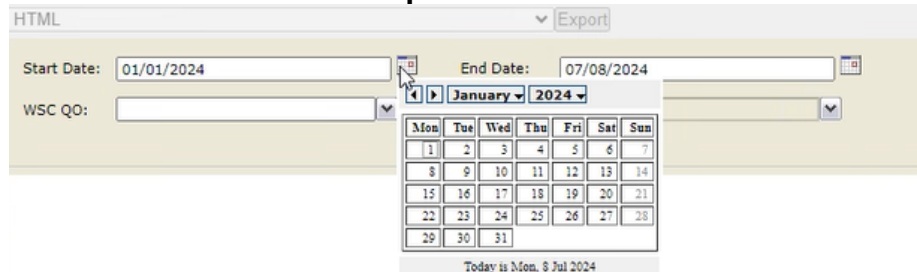 HTML Export
Start Date: 01/01/2024 End Date: 07/08/2024
WSC QO:
January 2024
Mon Tue Wed Thu Fri Sat Sun
1 2 3 4 5 6 7
8 9 10 11 12 13 14
15 16 17 18 19 20 21
22 23 24 25 26 27 28
29 30 31
Today is Mon, 8 Jul 2024